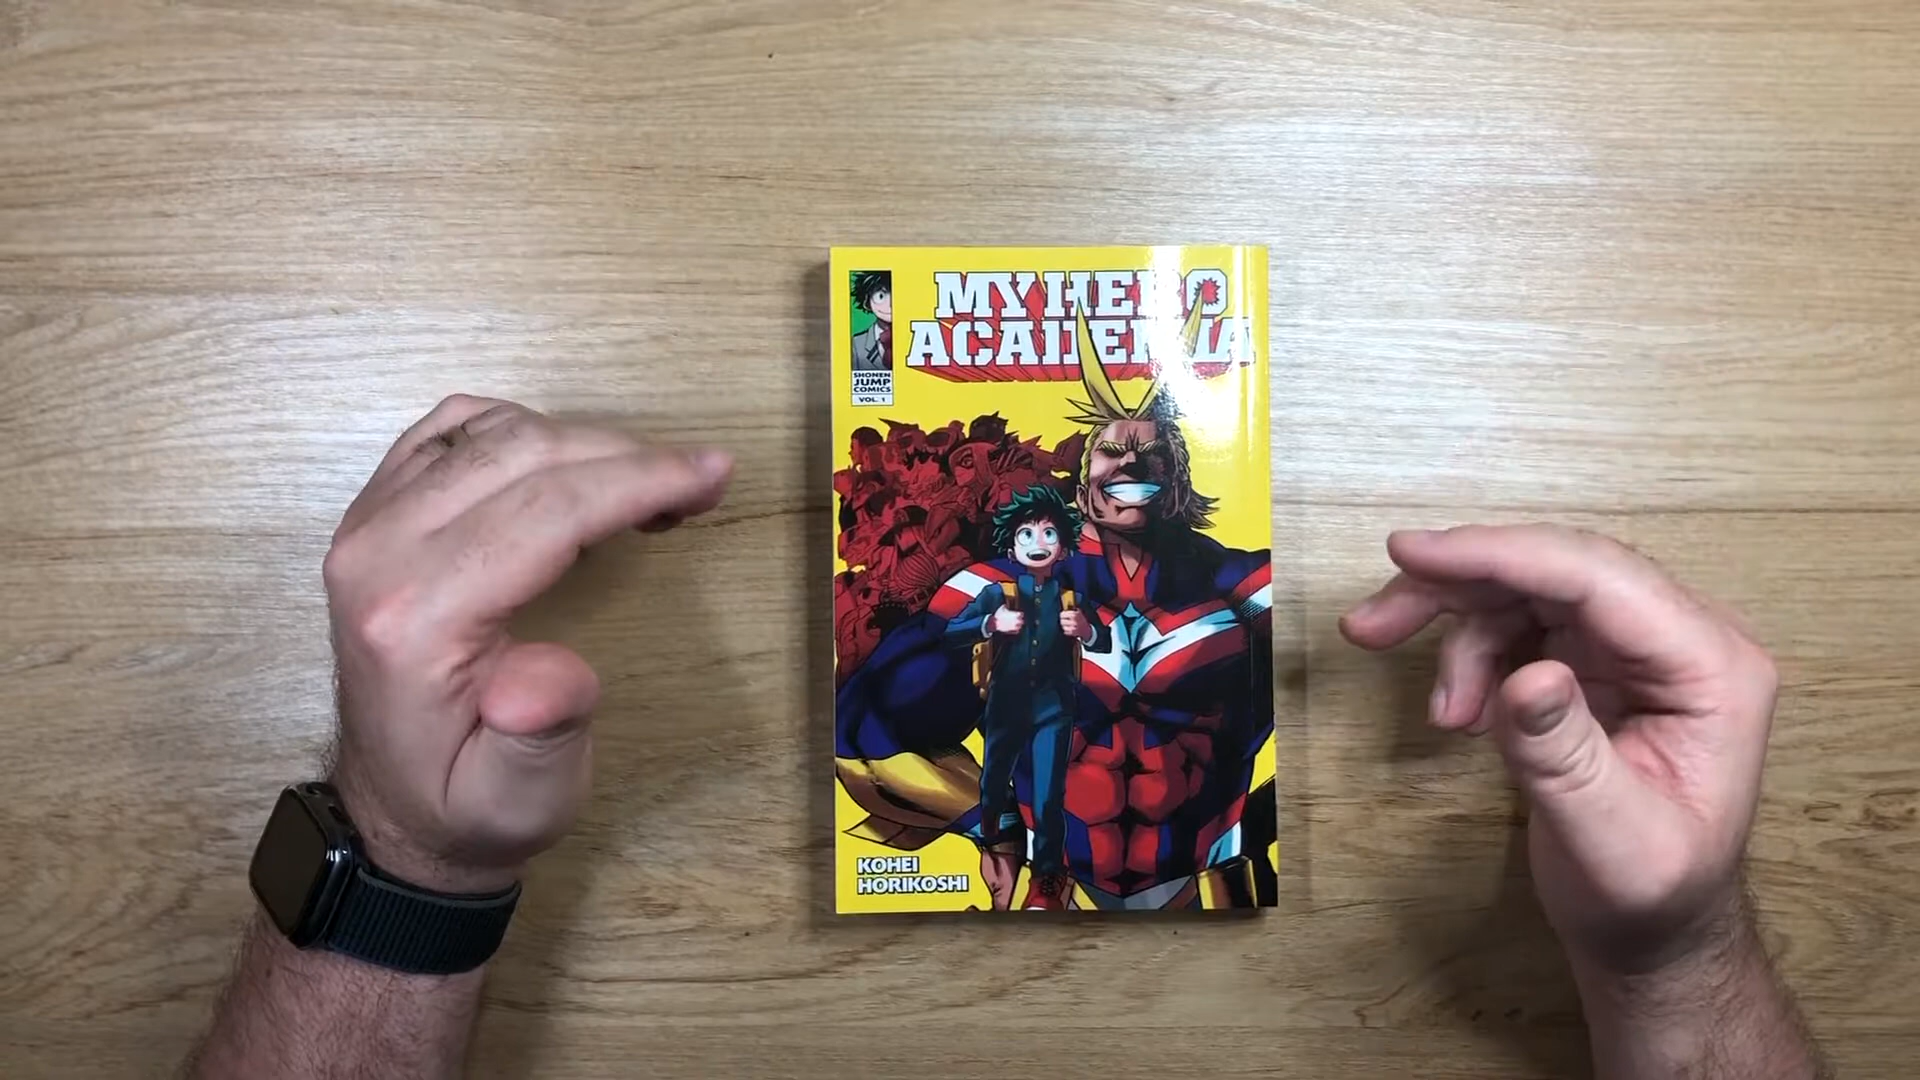 MY HERO
ACADEMIA
SHONEN
JUMP
COMICS
VOL. 1
KOHEI
HORIKOSHI